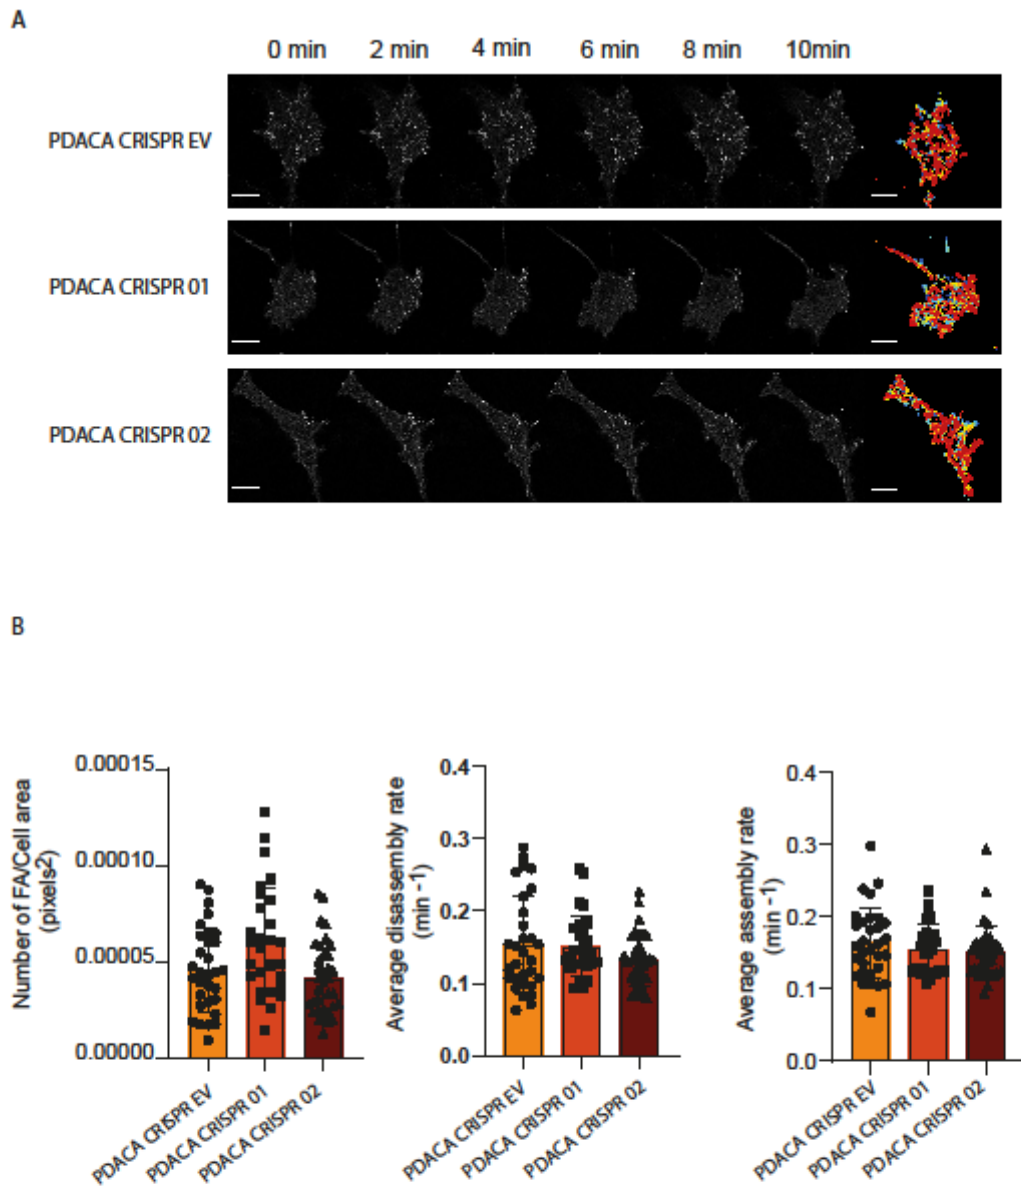 A
0 min 2 min 4 min 6 min 8 min 10min
PDACA CRISPR EV
PDACA CRISPR 01
PDACA CRISPR 02
B
Number of FA/Cell area
(pixels2)
0.00015
0.00010
0.00005
0.00000
PDACA CRISPR EV
PDACA CRISPR 01
PDACA CRISPR 02
Average disassembly rate
(min -1)
0.4
0.3
0.2
0.1
0.0
PDACA CRISPR EV
PDACA CRISPR 01
PDACA CRISPR 02
Average assembly rate
(min -1)
0.4
0.3
0.2
0.1
0.0
PDACA CRISPR EV
PDACA CRISPR 01
PDACA CRISPR 02